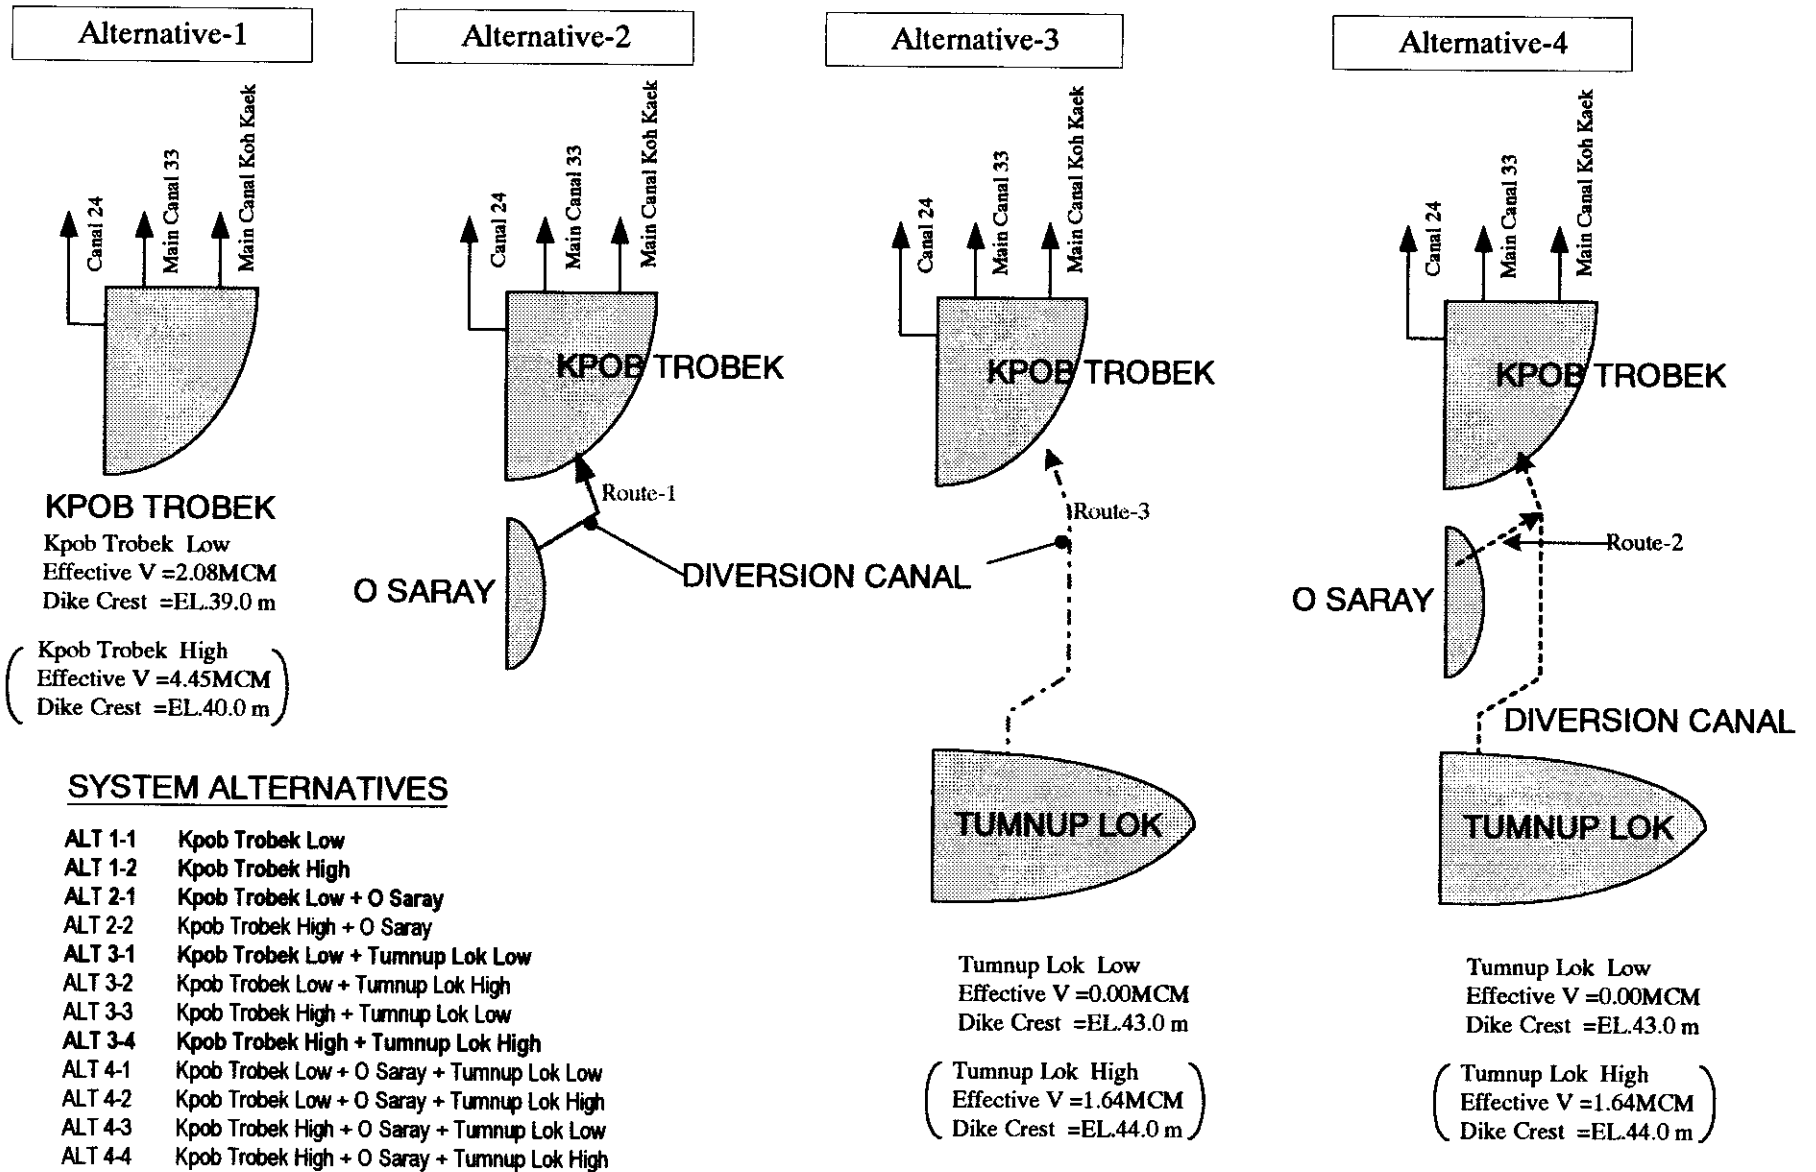 Alternative-1
Canal 24
Main Canal 33
Main Canal Koh Kaek
KPOB TROBEK
Kpob Trobek Low
Effective V =2.08MCM
Dike Crest =EL.39.0 m
Kpob Trobek High
Effective V =4.45MCM
Dike Crest =EL.40.0 m
Alternative-2
Canal 24
Main Canal 33
Main Canal Koh Kaek
KPOB TROBEK
Route-1
O SARAY
DIVERSION CANAL
Alternative-3
Canal 24
Main Canal 33
Main Canal Koh Kaek
KPOB TROBEK
Route-3
TUMNUP LOK
Tumnup Lok Low
Effective V =0.00MCM
Dike Crest =EL.43.0 m
Tumnup Lok High
Effective V =1.64MCM
Dike Crest =EL.44.0 m
Alternative-4
Canal 24
Main Canal 33
Main Canal Koh Kaek
KPOB TROBEK
Route-2
O SARAY
DIVERSION CANAL
TUMNUP LOK
Tumnup Lok Low
Effective V =0.00MCM
Dike Crest =EL.43.0 m
Tumnup Lok High
Effective V =1.64MCM
Dike Crest =EL.44.0 m
SYSTEM ALTERNATIVES
ALT 1-1 Kpob Trobek Low
ALT 1-2 Kpob Trobek High
ALT 2-1 Kpob Trobek Low + O Saray
ALT 2-2 Kpob Trobek High + O Saray
ALT 3-1 Kpob Trobek Low + Tumnup Lok Low
ALT 3-2 Kpob Trobek Low + Tumnup Lok High
ALT 3-3 Kpob Trobek High + Tumnup Lok Low
ALT 3-4 Kpob Trobek High + Tumnup Lok High
ALT 4-1 Kpob Trobek Low + O Saray + Tumnup Lok Low
ALT 4-2 Kpob Trobek Low + O Saray + Tumnup Lok High
ALT 4-3 Kpob Trobek High + O Saray + Tumnup Lok Low
ALT 4-4 Kpob Trobek High + O Saray + Tumnup Lok High